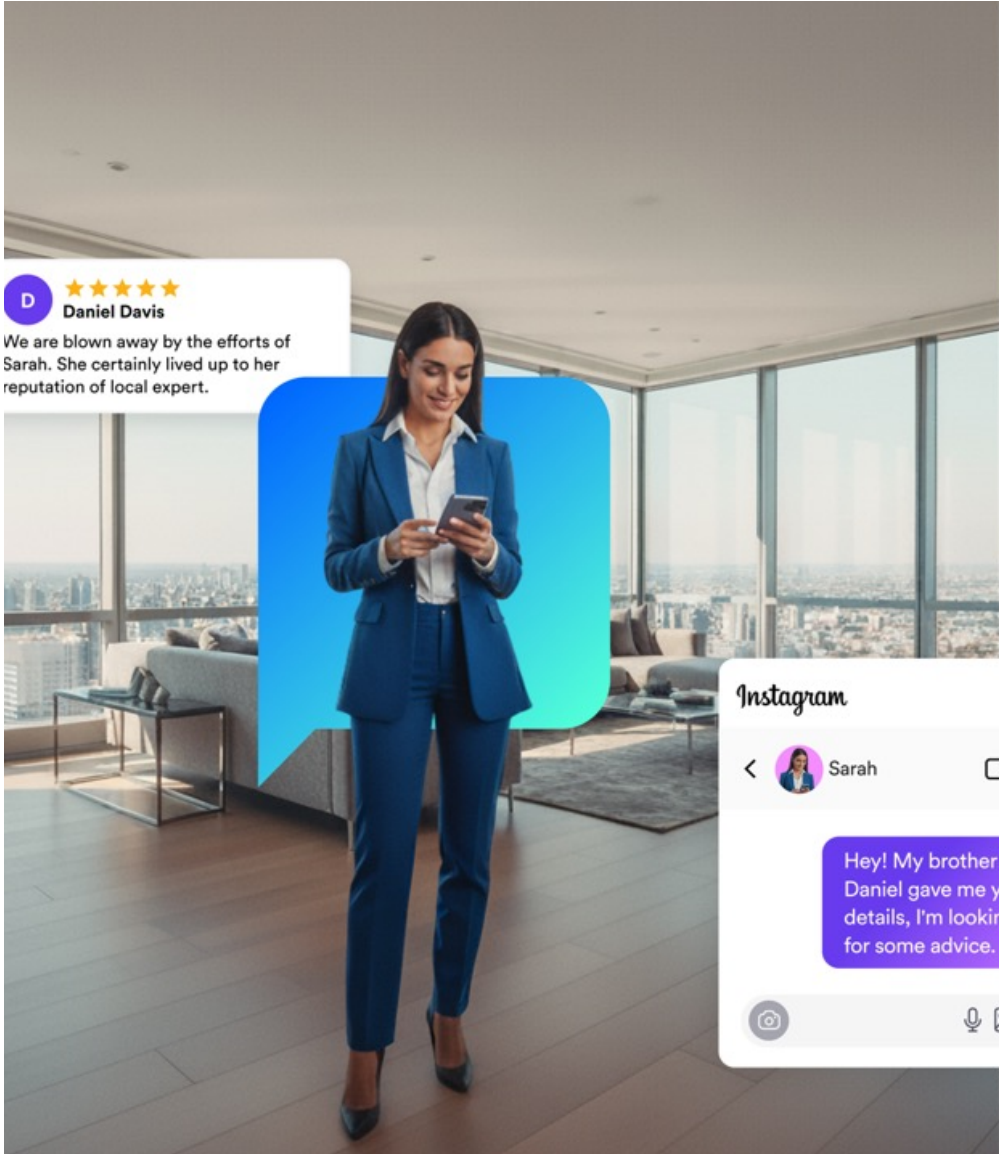 D
Daniel Davis
We are blown away by the efforts of
Sarah. She certainly lived up to her
reputation of local expert.
Instagram
Sarah
Hey! My brother
Daniel gave me y
details, I'm lookin
for some advice.